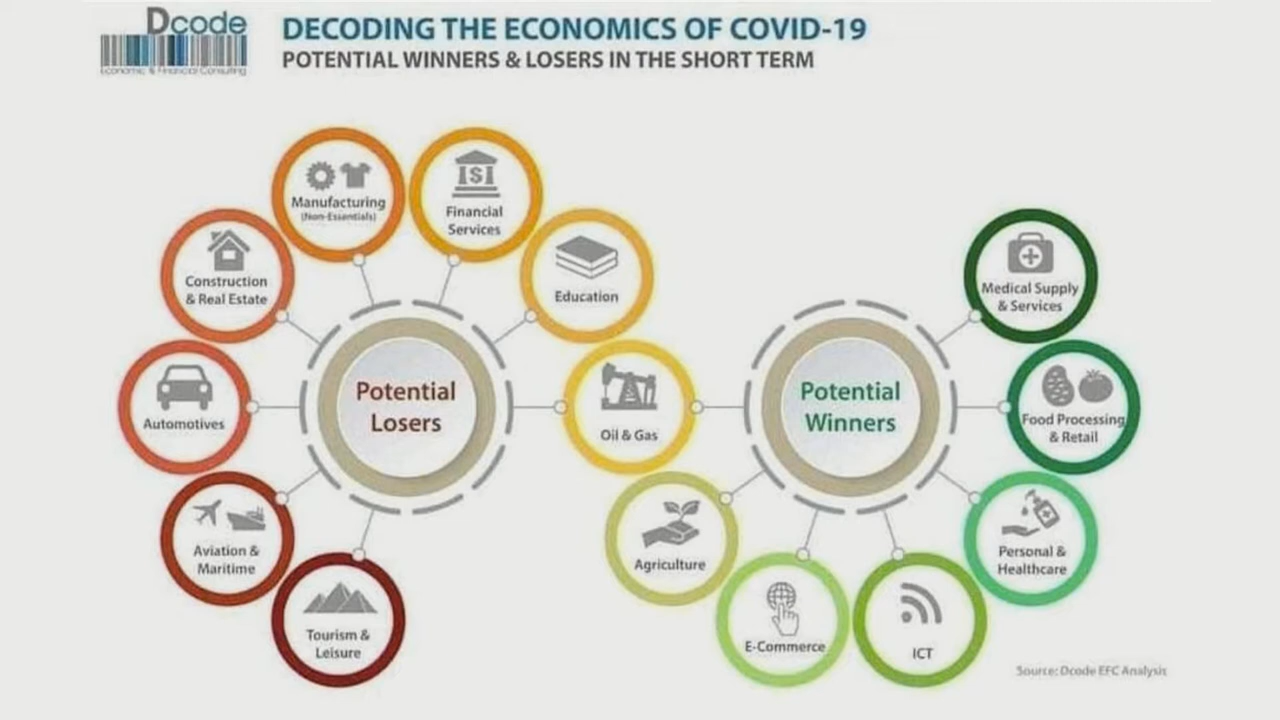 Dcode
Economic & Financial Consulting
DECODING THE ECONOMICS OF COVID-19
POTENTIAL WINNERS & LOSERS IN THE SHORT TERM
Manufacturing
(Non-Essentials)
$
Financial
Services
Construction
& Real Estate
Education
Medical Supply
& Services
Potential
Losers
Automotives
Oil & Gas
Potential
Winners
Food Processing
& Retail
Aviation &
Maritime
Agriculture
Personal &
Healthcare
Tourism &
Leisure
E-Commerce
ICT
Source: Dcode EFC Analysis